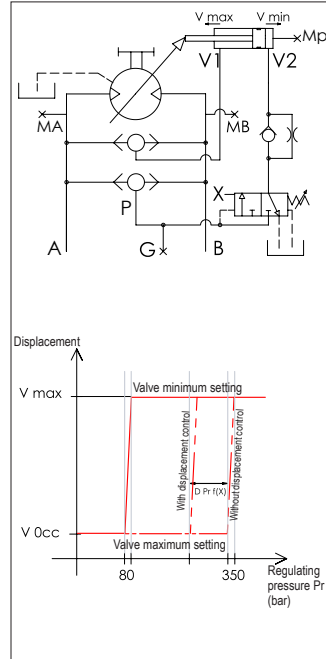 V max V min
Mp
V1 V2
MA MB
X
P
A G B
Displacement
V max
Valve minimum setting
With displacement control
Without displacement control
D Pr f(X)
V 0cc
Valve maximum setting
80 350
Regulating
pressure Pr
(bar)